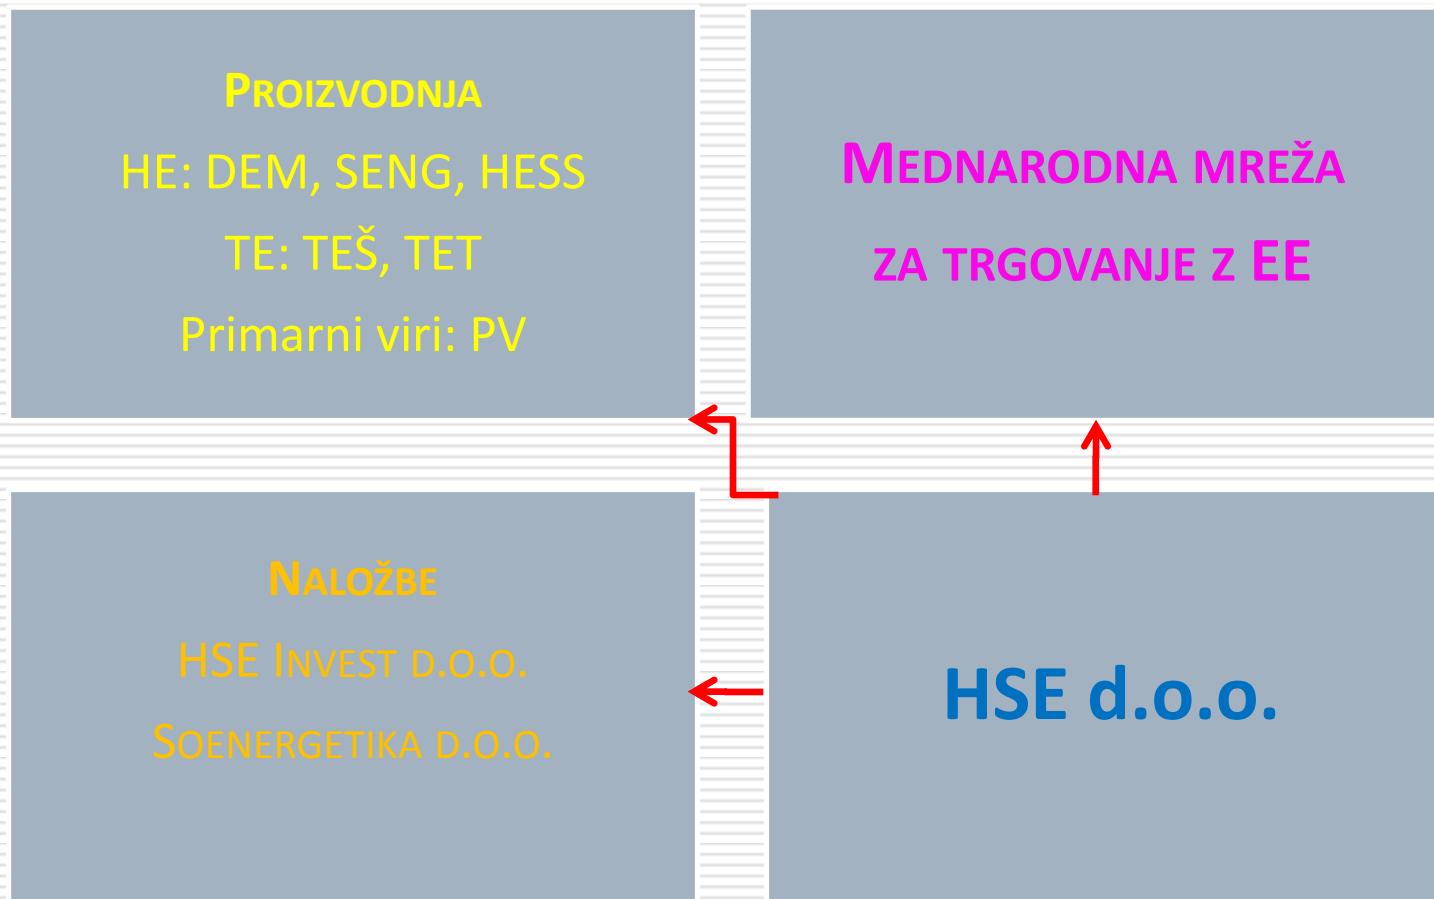 Proizvodnja
HE: DEM, SENG, HESS
TE: TEŠ, TET
Primarni viri: PV
Mednarodna mreža
za trgovanje z EE
Naložbe
HSE Invest d.o.o.
Soenergetika d.o.o.
HSE d.o.o.